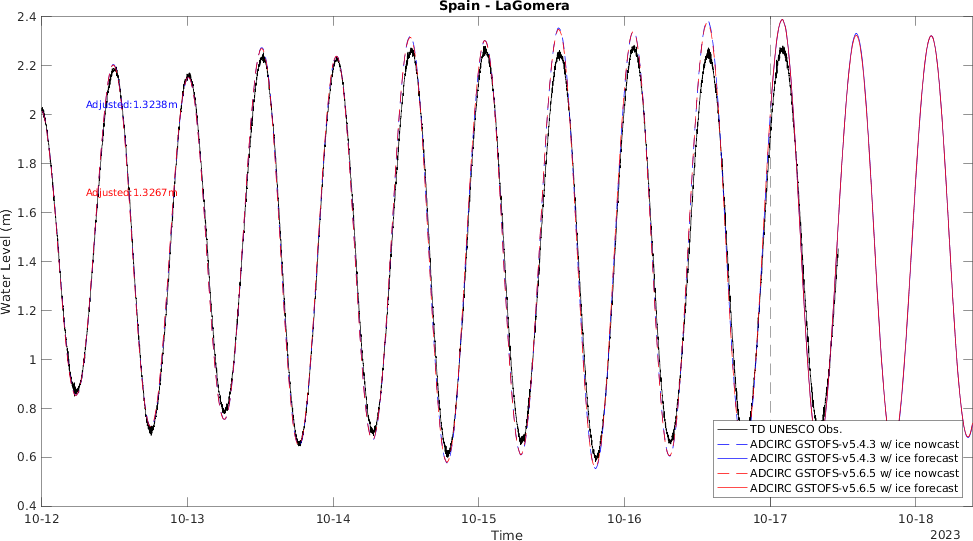 Spain - LaGomera
2.4
2.2
2
1.8
1.6
1.4
1.2
1
0.8
0.6
0.4
Water Level (m)
Adjusted:1.3238m
Adjusted:1.3267m
TD UNESCO Obs.
ADCIRC GSTOFS-v5.4.3 w/ ice nowcast
ADCIRC GSTOFS-v5.4.3 w/ ice forecast
ADCIRC GSTOFS-v5.6.5 w/ ice nowcast
ADCIRC GSTOFS-v5.6.5 w/ ice forecast
10-12 10-13 10-14 10-15 10-16 10-17 10-18
Time
2023